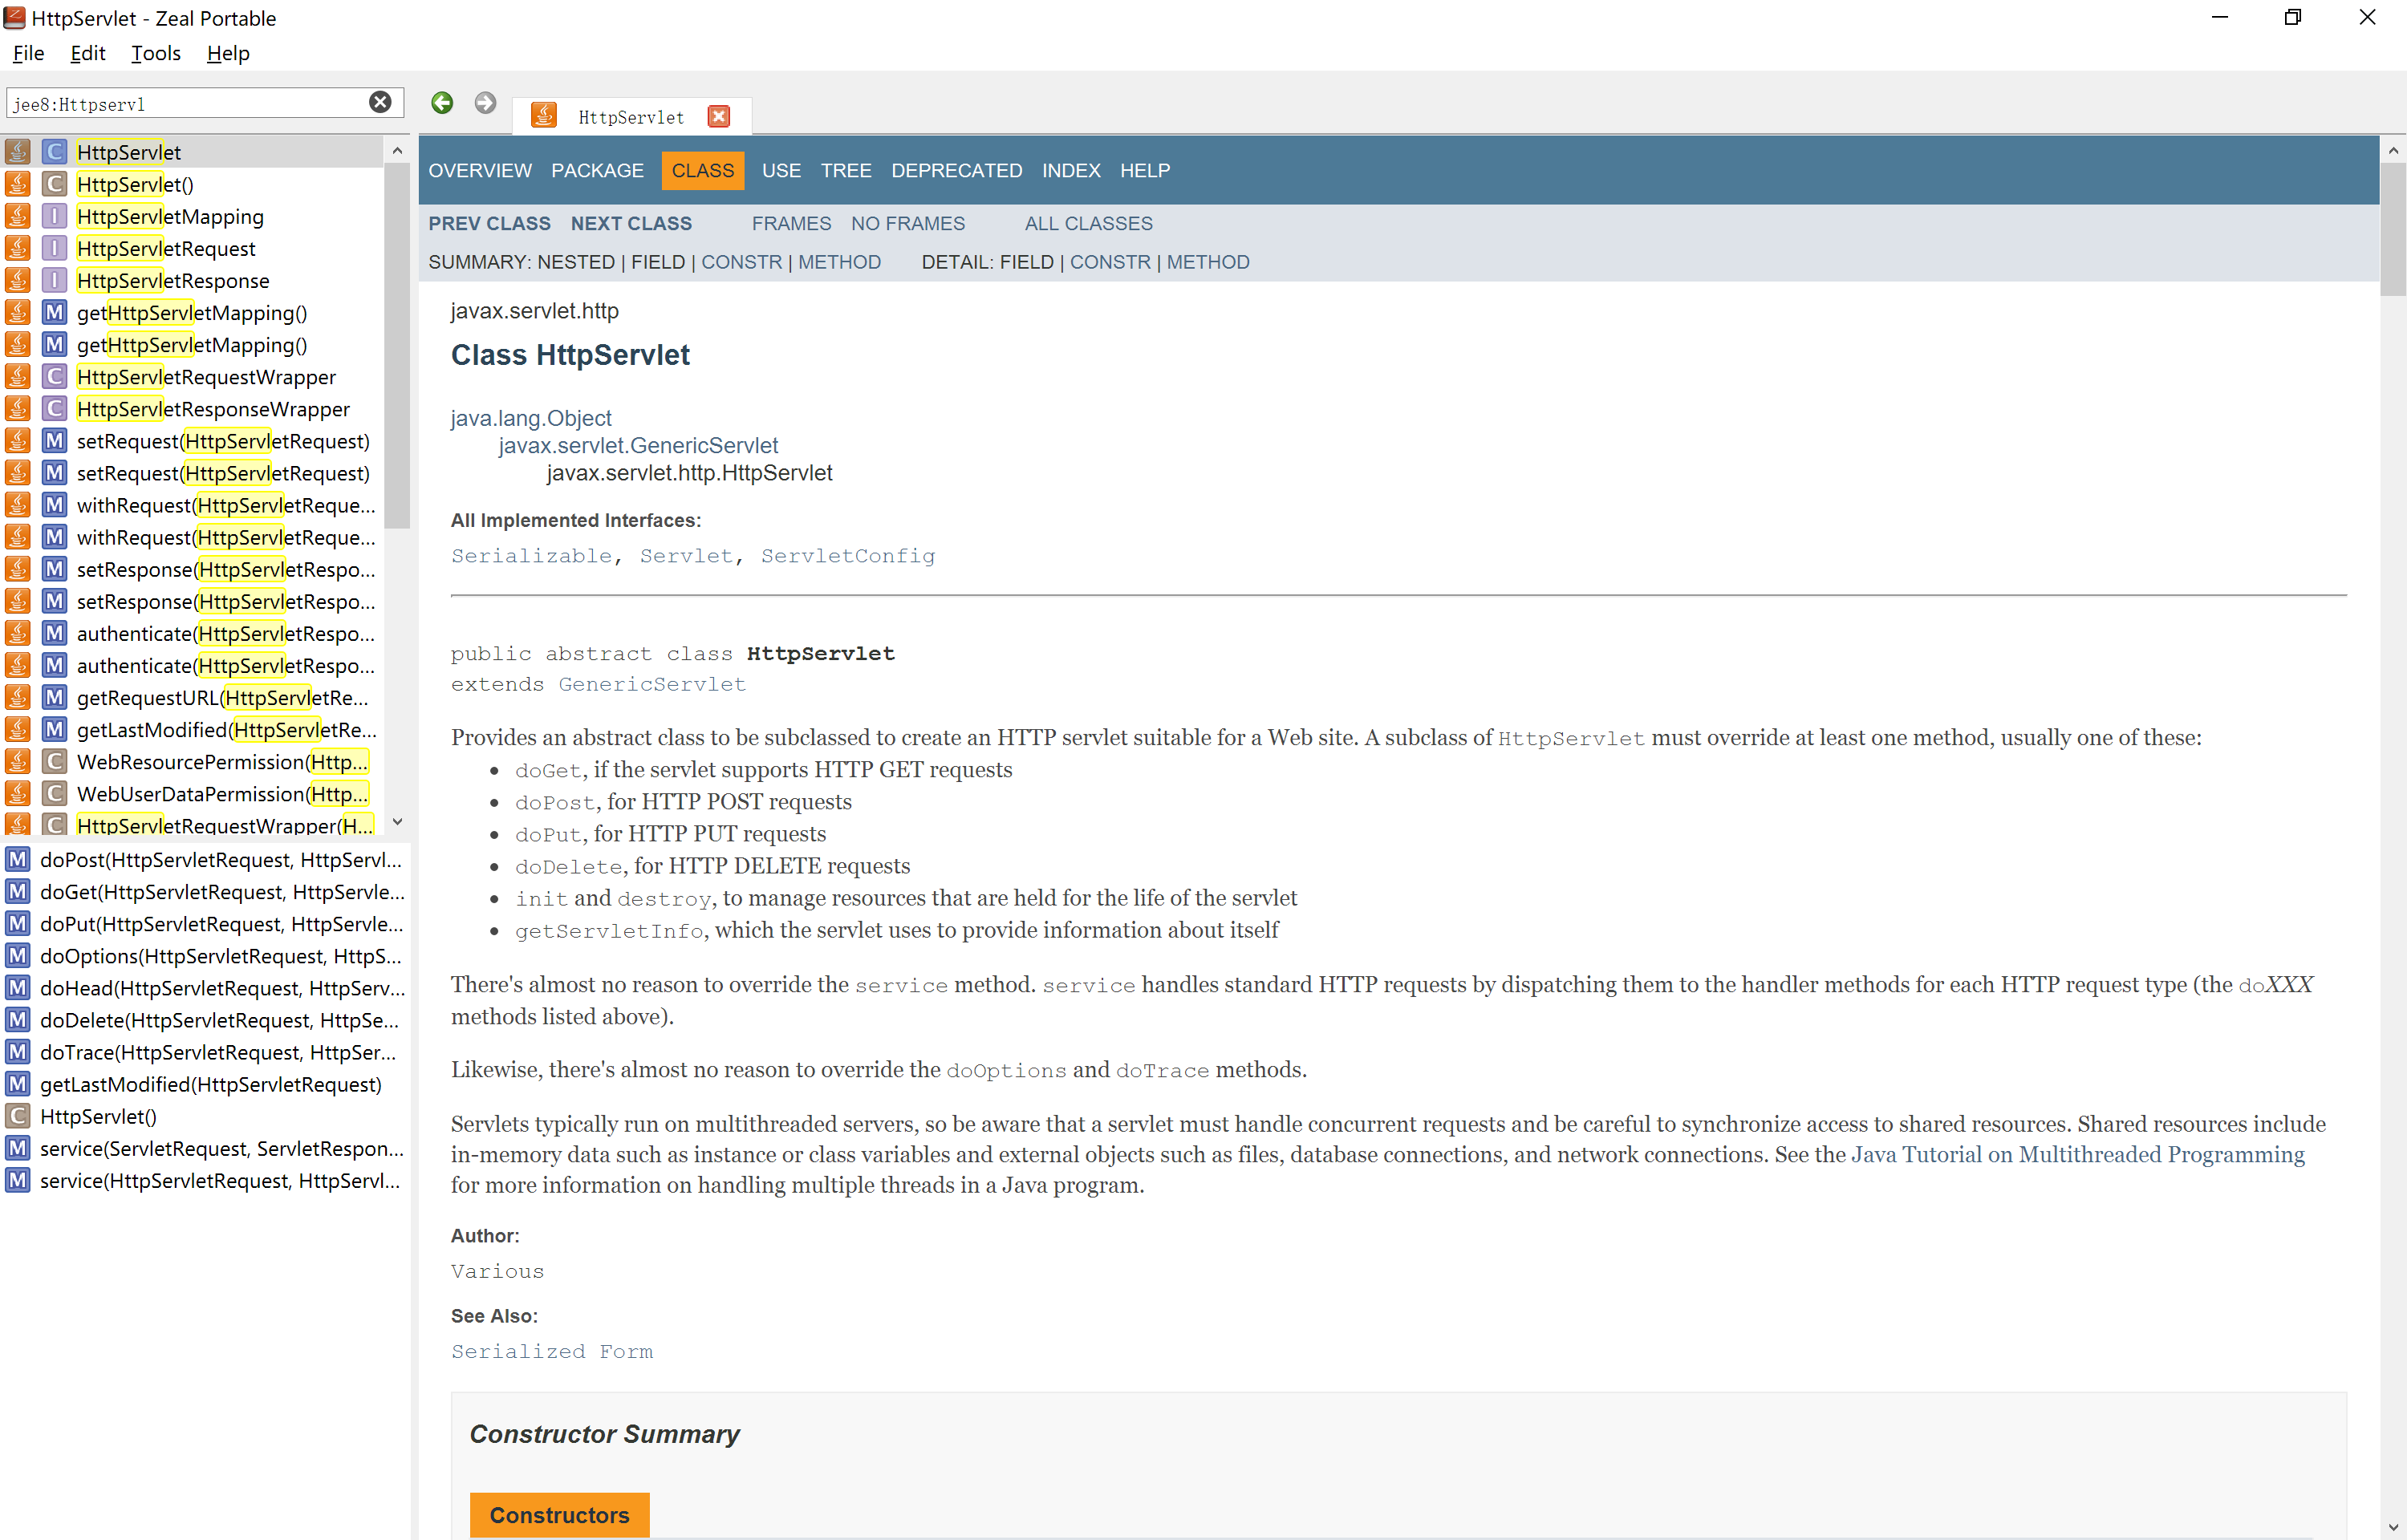 HttpServlet - Zeal Portable
File Edit Tools Help
jee8:Httpservl
HttpServlet
HttpServlet
C HttpServlet()
I HttpServletMapping
I HttpServletRequest
I HttpServletResponse
M getHttpServletMapping()
M getHttpServletMapping()
C HttpServletRequestWrapper
C HttpServletResponseWrapper
M setRequest(HttpServletRequest)
M setRequest(HttpServletRequest)
M withRequest(HttpServletReque...
M withRequest(HttpServletReque...
M setResponse(HttpServletRespo...
M setResponse(HttpServletRespo...
M authenticate(HttpServletRespo...
M authenticate(HttpServletRespo...
M getRequestURL(HttpServletRe...
M getLastModified(HttpServletRe...
C WebResourcePermission(Http...
C WebUserDataPermission(Http...
C HttpServletRequestWrapper(H...
M doPost(HttpServletRequest, HttpServl...
M doGet(HttpServletRequest, HttpServle...
M doPut(HttpServletRequest, HttpServle...
M doOptions(HttpServletRequest, HttpS...
M doHead(HttpServletRequest, HttpServ...
M doDelete(HttpServletRequest, HttpSe...
M doTrace(HttpServletRequest, HttpSer...
M getLastModified(HttpServletRequest)
C HttpServlet()
M service(ServletRequest, ServletRespon...
M service(HttpServletRequest, HttpServl...
OVERVIEW PACKAGE CLASS USE TREE DEPRECATED INDEX HELP
PREV CLASS NEXT CLASS FRAMES NO FRAMES ALL CLASSES
SUMMARY: NESTED | FIELD | CONSTR | METHOD DETAIL: FIELD | CONSTR | METHOD
javax.servlet.http
Class HttpServlet
java.lang.Object
javax.servlet.GenericServlet
javax.servlet.http.HttpServlet
All Implemented Interfaces:
Serializable, Servlet, ServletConfig
public abstract class HttpServlet
extends GenericServlet
Provides an abstract class to be subclassed to create an HTTP servlet suitable for a Web site. A subclass of HttpServlet must override at least one method, usually one of these:
• doGet, if the servlet supports HTTP GET requests
• doPost, for HTTP POST requests
• doPut, for HTTP PUT requests
• doDelete, for HTTP DELETE requests
• init and destroy, to manage resources that are held for the life of the servlet
• getServletInfo, which the servlet uses to provide information about itself
There's almost no reason to override the service method. service handles standard HTTP requests by dispatching them to the handler methods for each HTTP request type (the doXXX
methods listed above).
Likewise, there's almost no reason to override the doOptions and doTrace methods.
Servlets typically run on multithreaded servers, so be aware that a servlet must handle concurrent requests and be careful to synchronize access to shared resources. Shared resources include
in-memory data such as instance or class variables and external objects such as files, database connections, and network connections. See the Java Tutorial on Multithreaded Programming
for more information on handling multiple threads in a Java program.
Author:
Various
See Also:
Serialized Form
Constructor Summary
Constructors